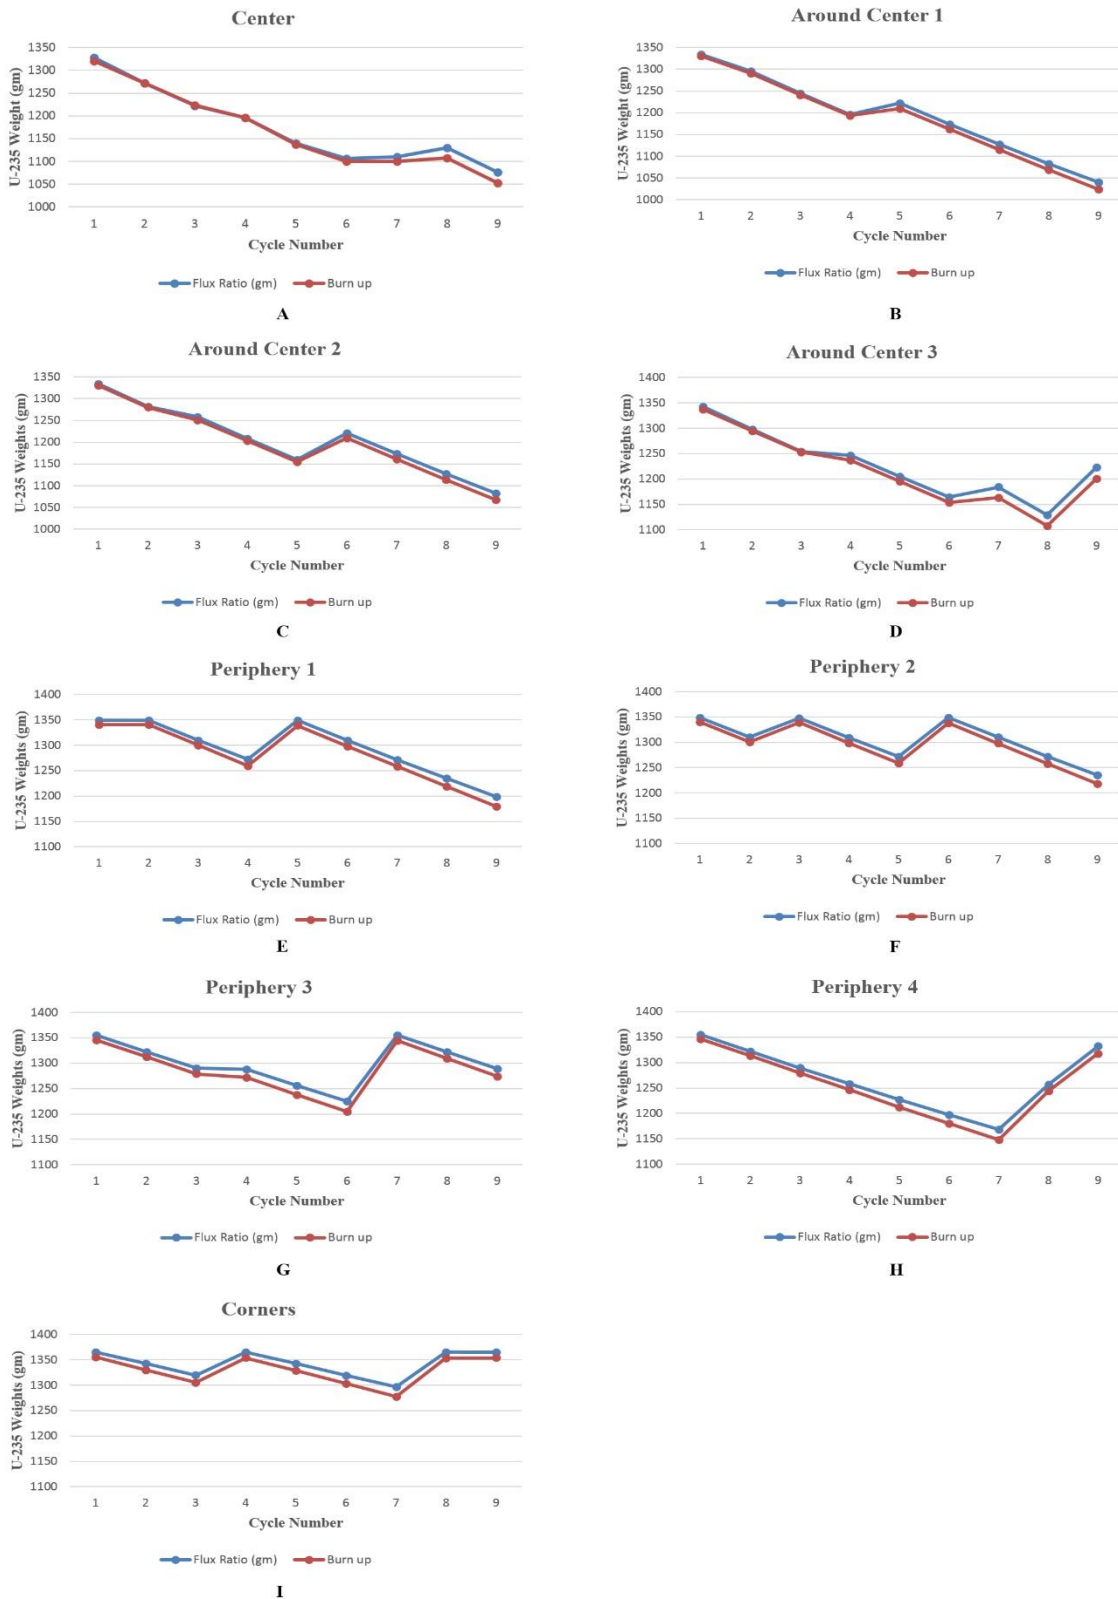 Center
U-235 Weight (gm)
1350
1300
1250
1200
1150
1100
1050
1000
1 2 3 4 5 6 7 8 9
Cycle Number
Flux Ratio (gm) Burn up
A
Around Center 1
U-235 Weight (gm)
1350
1300
1250
1200
1150
1100
1050
1000
1 2 3 4 5 6 7 8 9
Cycle Number
Flux Ratio (gm) Burn up
B
Around Center 2
U-235 Weights (gm)
1350
1300
1250
1200
1150
1100
1050
1000
1 2 3 4 5 6 7 8 9
Cycle Number
Flux Ratio (gm) Burn up
C
Around Center 3
U-235 Weights (gm)
1400
1350
1300
1250
1200
1150
1100
1 2 3 4 5 6 7 8 9
Cycle Number
Flux Ratio (gm) Burn up
D
Periphery 1
U-235 Weights (gm)
1400
1350
1300
1250
1200
1150
1100
1 2 3 4 5 6 7 8 9
Cycle Number
Flux Ratio (gm) Burn up
E
Periphery 2
U-235 Weights (gm)
1400
1350
1300
1250
1200
1150
1100
1 2 3 4 5 6 7 8 9
Cycle Number
Flux Ratio (gm) Burn up
F
Periphery 3
U-235 Weights (gm)
1400
1350
1300
1250
1200
1150
1100
1 2 3 4 5 6 7 8 9
Cycle Number
Flux Ratio (gm) Burn up
G
Periphery 4
U-235 Weights (gm)
1400
1350
1300
1250
1200
1150
1100
1 2 3 4 5 6 7 8 9
Cycle Number
Flux Ratio (gm) Burn up
H
Corners
U-235 Weights (gm)
1400
1350
1300
1250
1200
1150
1100
1 2 3 4 5 6 7 8 9
Cycle Number
Flux Ratio (gm) Burn up
I